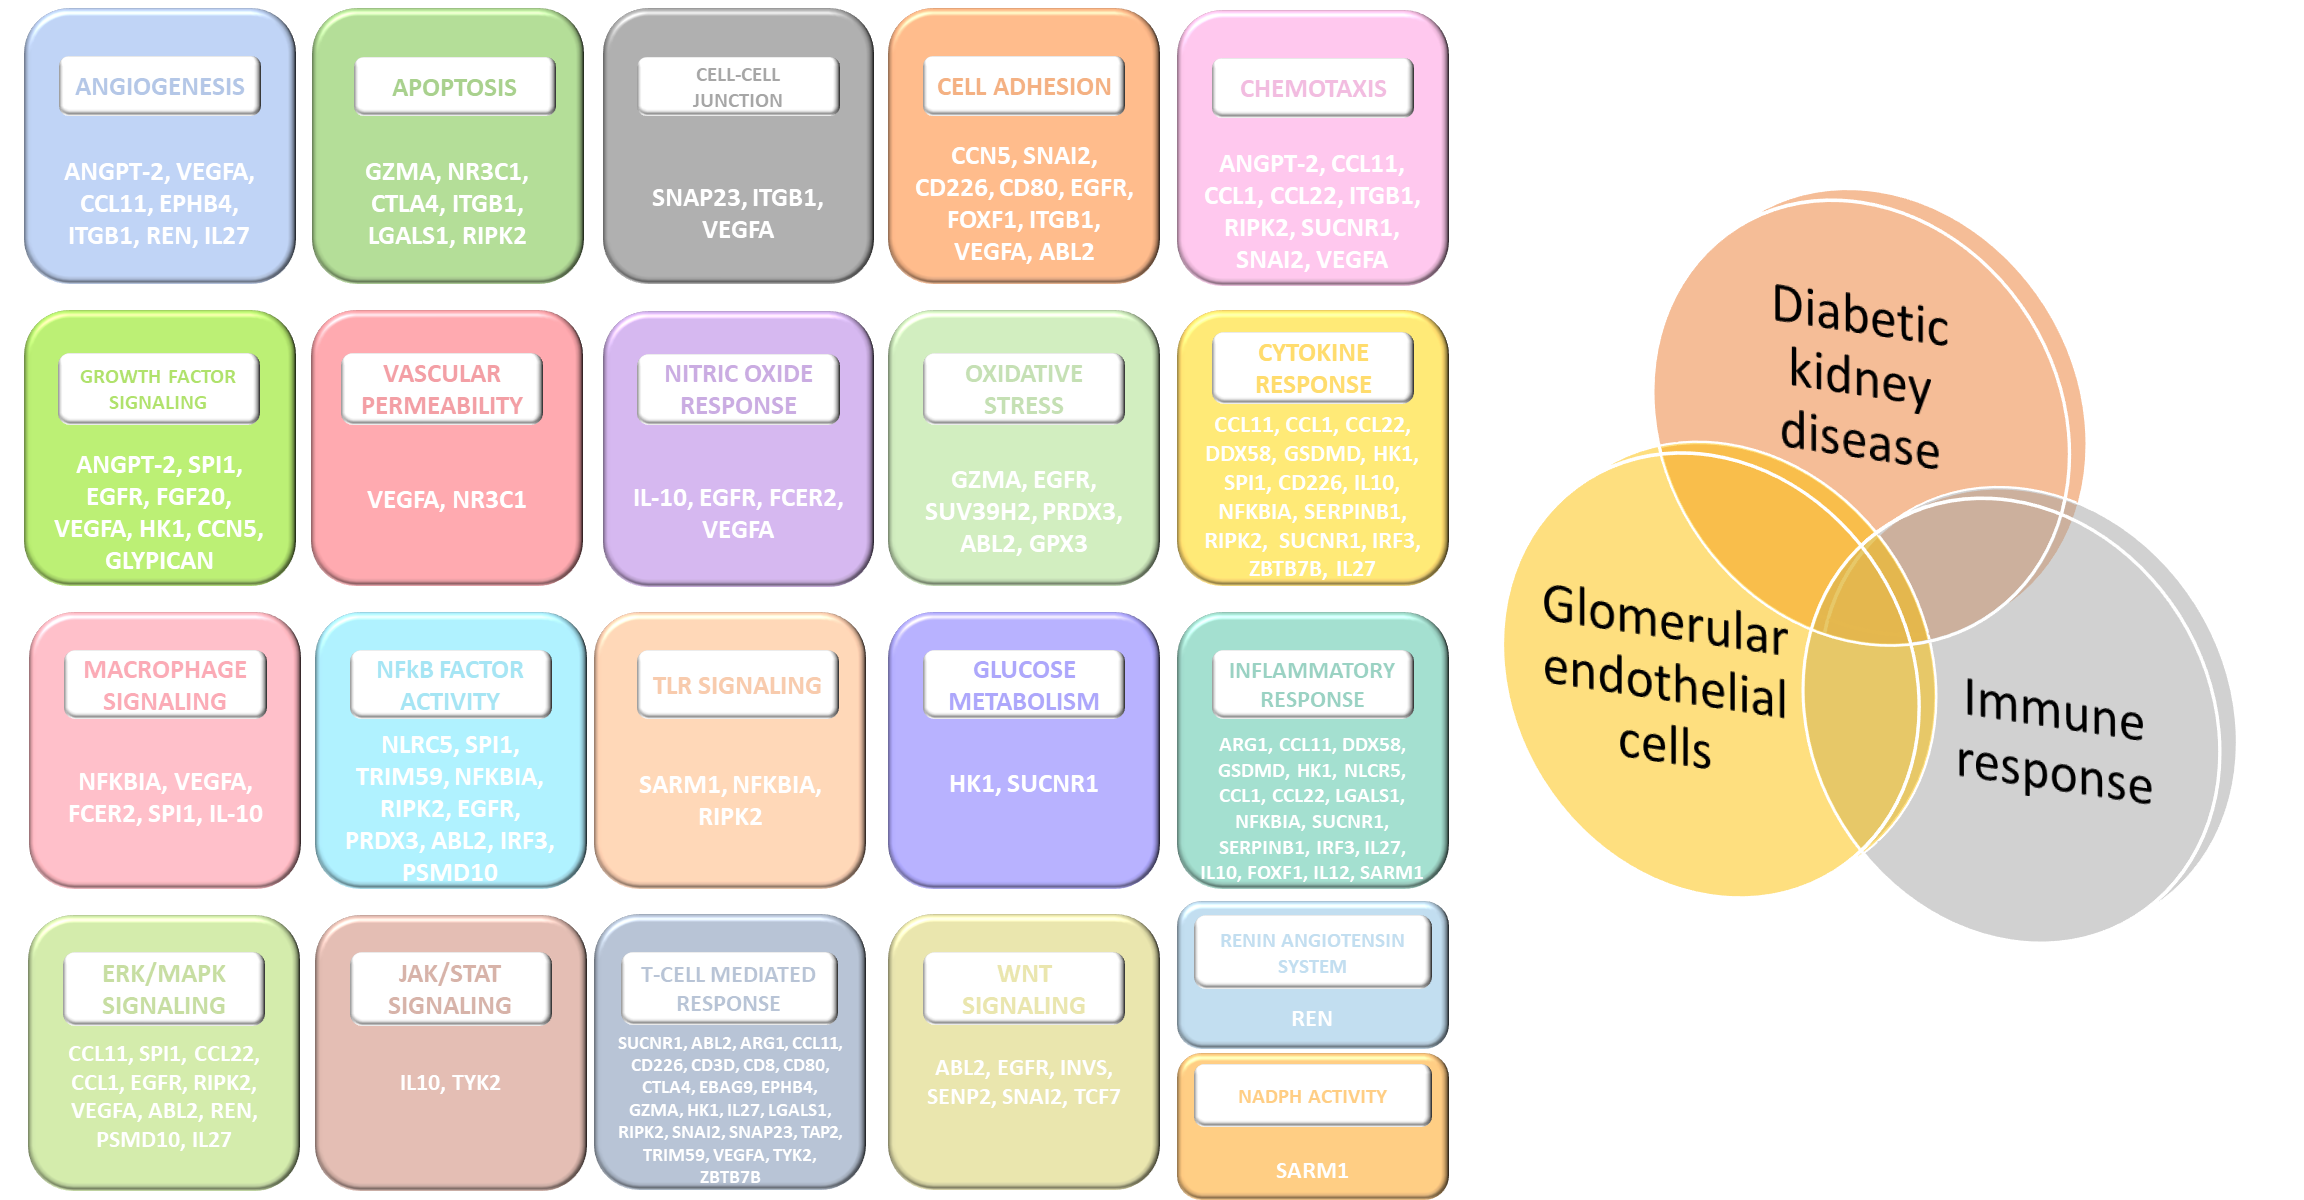 ANGIOGENESIS
ANGPT-2, VEGFA,
CCL11, EPHB4,
ITGB1, REN, IL27
APOPTOSIS
GZMA, NR3C1,
CTLA4, ITGB1,
LGALS1, RIPK2
CELL-CELL
JUNCTION
SNAP23, ITGB1,
VEGFA
CELL ADHESION
CCN5, SNAI2,
CD226, CD80, EGFR,
FOXF1, ITGB1,
VEGFA, ABL2
CHEMOTAXIS
ANGPT-2, CCL11,
CCL1, CCL22, ITGB1,
RIPK2, SUCNR1,
SNAI2, VEGFA
GROWTH FACTOR
SIGNALING
ANGPT-2, SPI1,
EGFR, FGF20,
VEGFA, HK1, CCN5,
GLYPICAN
VASCULAR
PERMEABILITY
VEGFA, NR3C1
NITRIC OXIDE
RESPONSE
IL-10, EGFR, FCER2,
VEGFA
OXIDATIVE
STRESS
GZMA, EGFR,
SUV39H2, PRDX3,
ABL2, GPX3
CYTOKINE
RESPONSE
CCL11, CCL1, CCL22,
DDX58, GSDMD, HK1,
SPI1, CD226, IL10,
NFKBIA, SERPINB1,
RIPK2, SUCNR1, IRF3,
ZBTB7B, IL27
MACROPHAGE
SIGNALING
NFKBIA, VEGFA,
FCER2, SPI1, IL-10
NFkB FACTOR
ACTIVITY
NLRC5, SPI1,
TRIM59, NFKBIA,
RIPK2, EGFR,
PRDX3, ABL2, IRF3,
PSMD10
TLR SIGNALING
SARM1, NFKBIA,
RIPK2
GLUCOSE
METABOLISM
HK1, SUCNR1
INFLAMMATORY
RESPONSE
ARG1, CCL11, DDX58,
GSDMD, HK1, NLCR5,
CCL1, CCL22, LGALS1,
NFKBIA, SUCNR1,
SERPINB1, IRF3, IL27,
IL10, FOXF1, IL12, SARM1
ERK/MAPK
SIGNALING
CCL11, SPI1, CCL22,
CCL1, EGFR, RIPK2,
VEGFA, ABL2, REN,
PSMD10, IL27
JAK/STAT
SIGNALING
IL10, TYK2
T-CELL MEDIATED
RESPONSE
SUCNR1, ABL2, ARG1, CCL11,
CD226, CD3D, CD8, CD80,
CTLA4, EBAG9, EPHB4,
GZMA, HK1, IL27, LGALS1,
RIPK2, SNAI2, SNAP23, TAP2,
TRIM59, VEGFA, TYK2,
ZBTB7B
WNT
SIGNALING
ABL2, EGFR, INVS,
SENP2, SNAI2, TCF7
RENIN ANGIOTENSIN
SYSTEM
REN
NADPH ACTIVITY
SARM1
Diabetic
kidney
disease
Glomerular
endothelial
cells
Immune
response